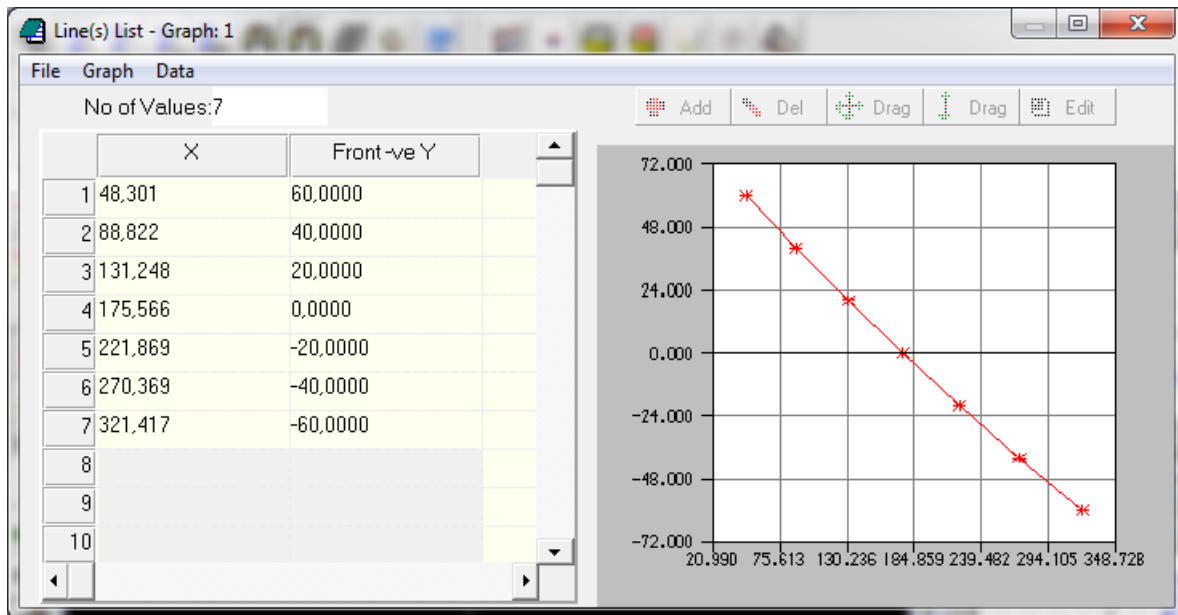 Line(s) List - Graph: 1
File Graph Data
No of Values:7
Add Del Drag Drag Edit
X Front-ve Y
1 48,301 60,0000
2 88,822 40,0000
3 131,248 20,0000
4 175,566 0,0000
5 221,869 -20,0000
6 270,369 -40,0000
7 321,417 -60,0000
8
9
10
72.000
48.000
24.000
0.000
-24.000
-48.000
-72.000
20.990 75.613 130.236 184.859 239.482 294.105 348.728